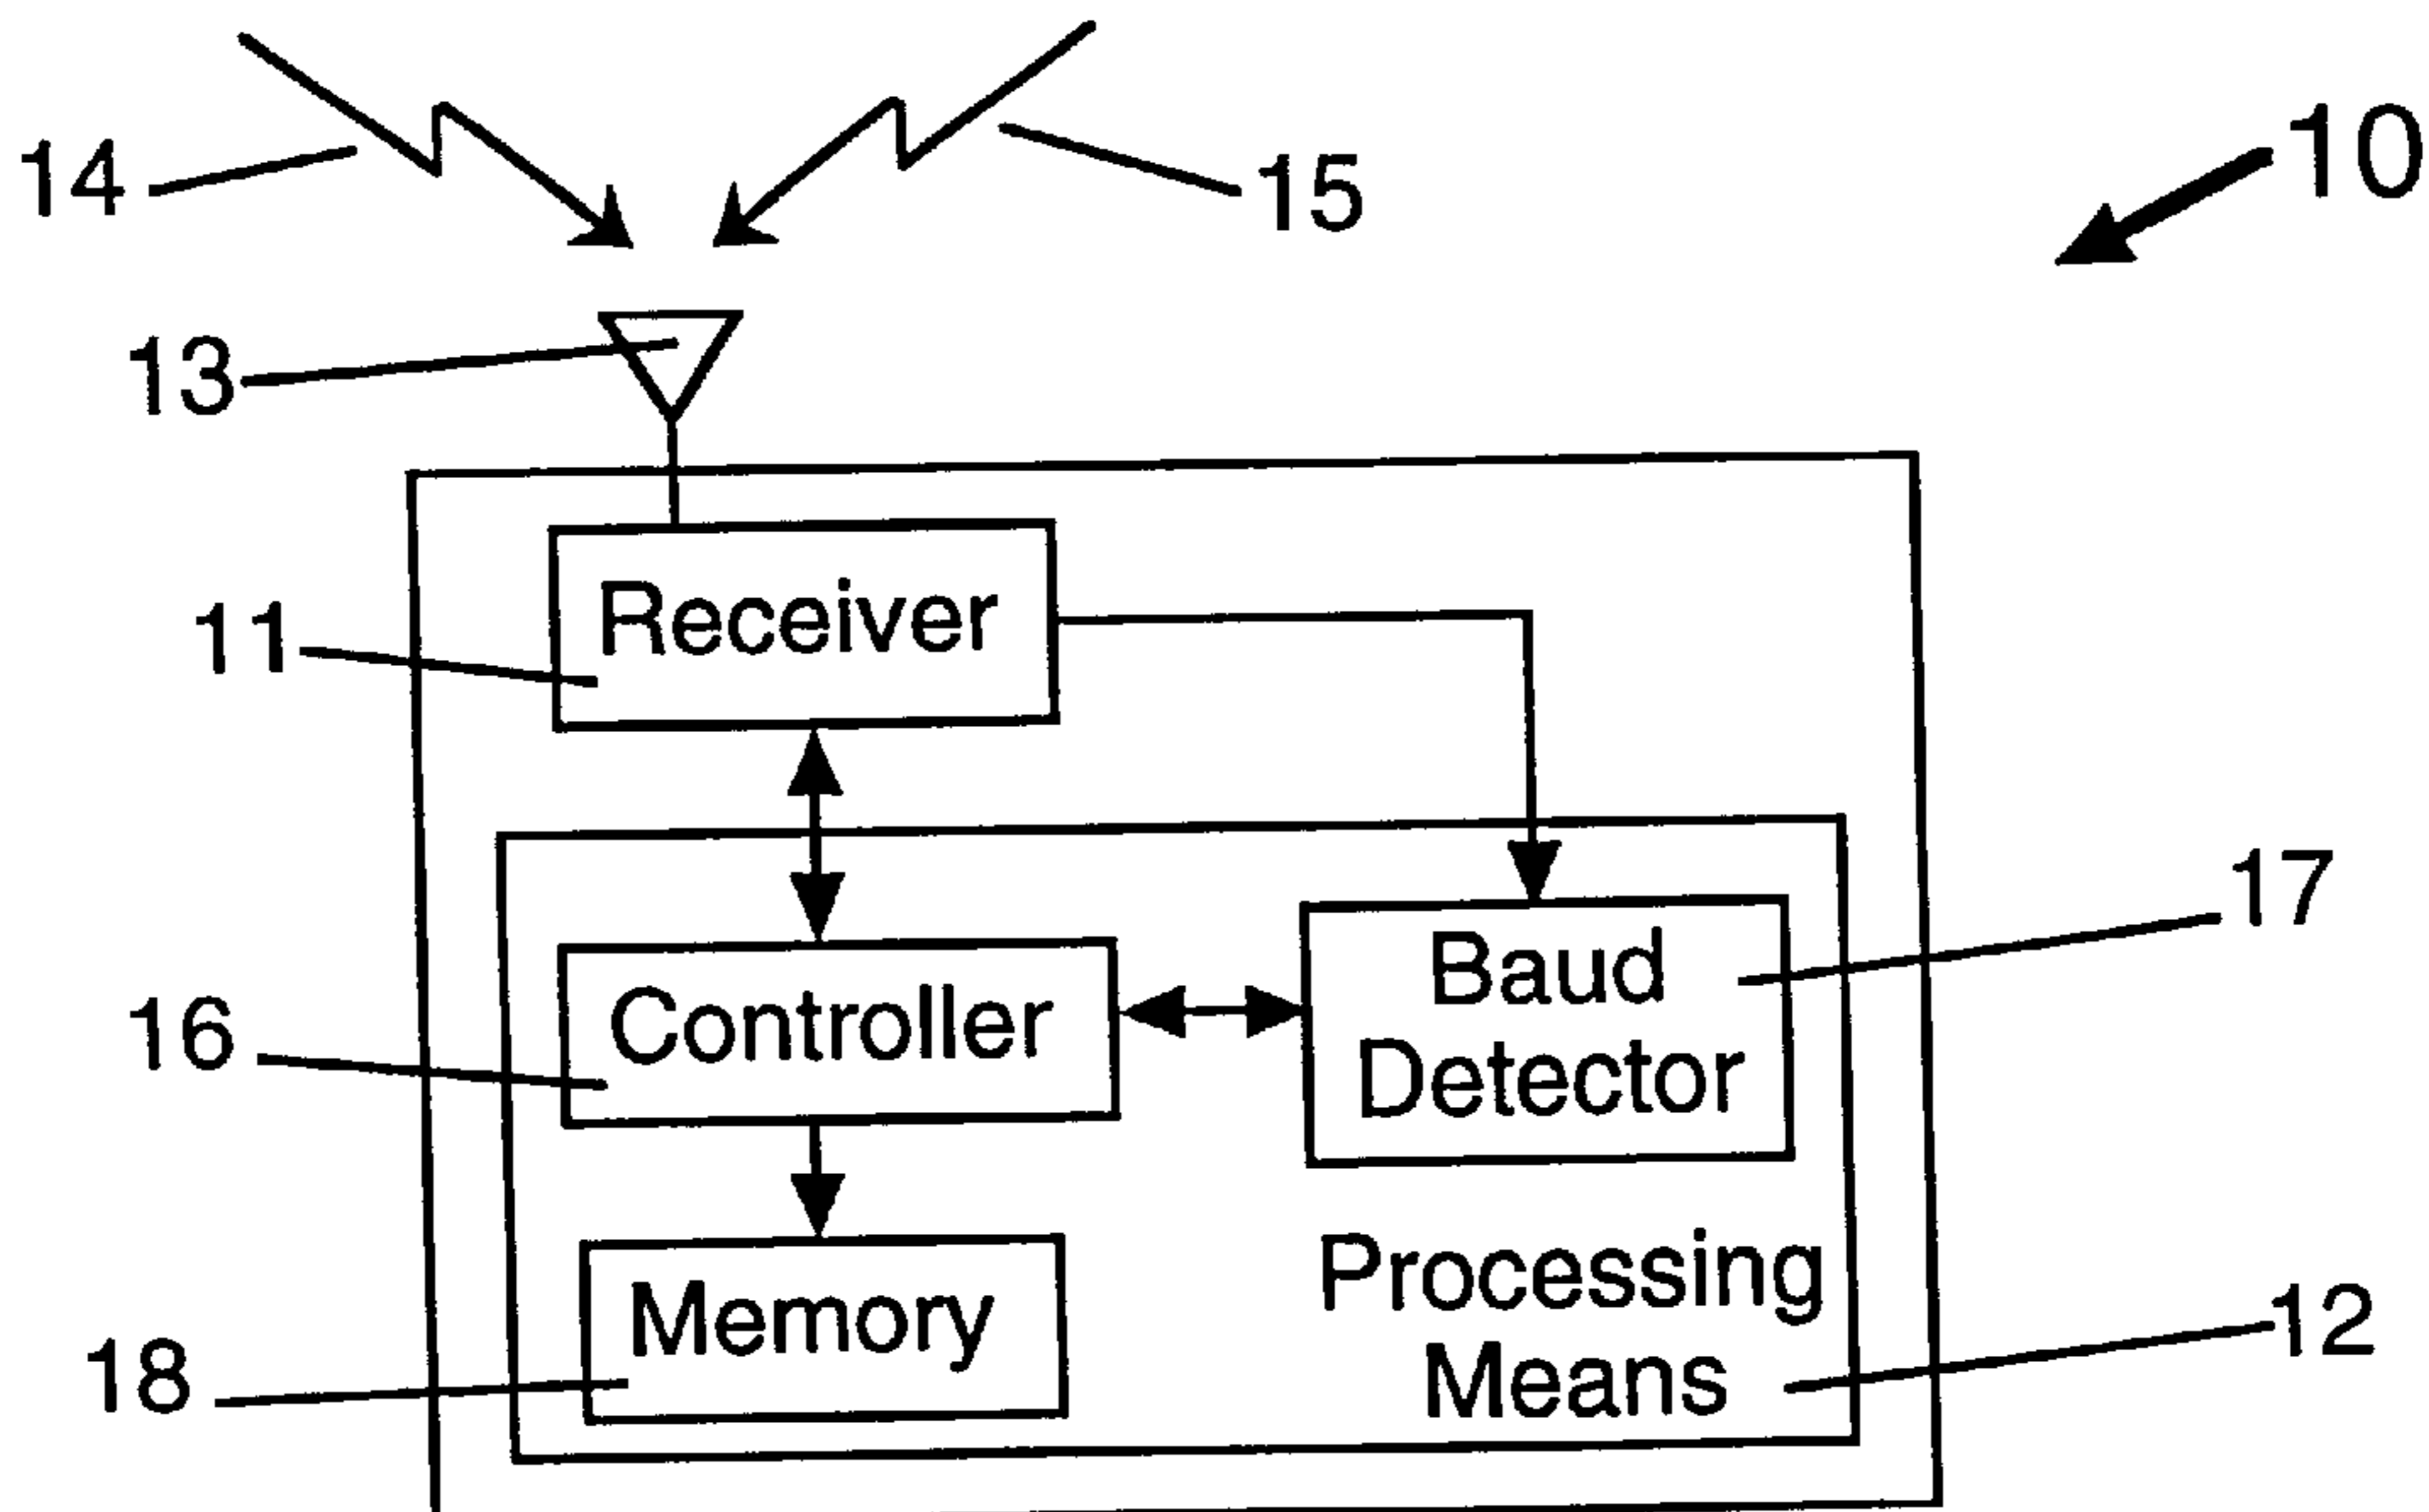 14
15
10
13
Receiver
11
17
Baud
Controller
16
Detector
Processing
Memory
12
Means
18